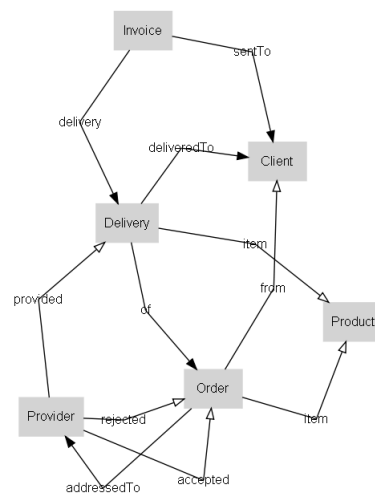 Invoice
sentTo
delivery
deliveredTo
Client
Delivery
item
from
provided
of
Product
Order
Provider
rejected
item
accepted
addressedTo